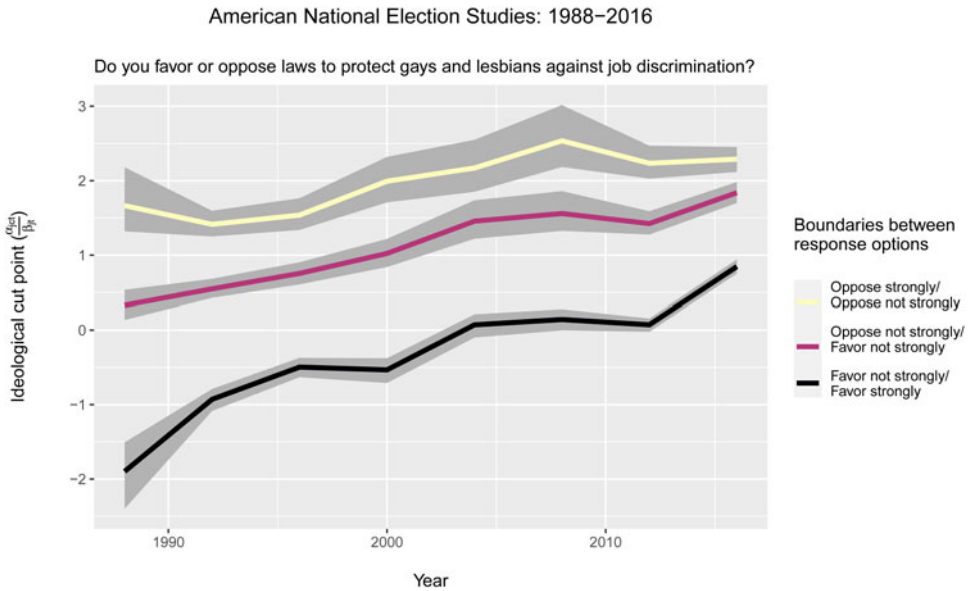 American National Election Studies: 1988−2016
Do you favor or oppose laws to protect gays and lesbians against job discrimination?
Ideological cut point (αjkt/βjt)
3
2
1
0
−1
−2
1990
2000
2010
Year
Boundaries between
response options
Oppose strongly/
Oppose not strongly
Oppose not strongly/
Favor not strongly
Favor not strongly/
Favor strongly